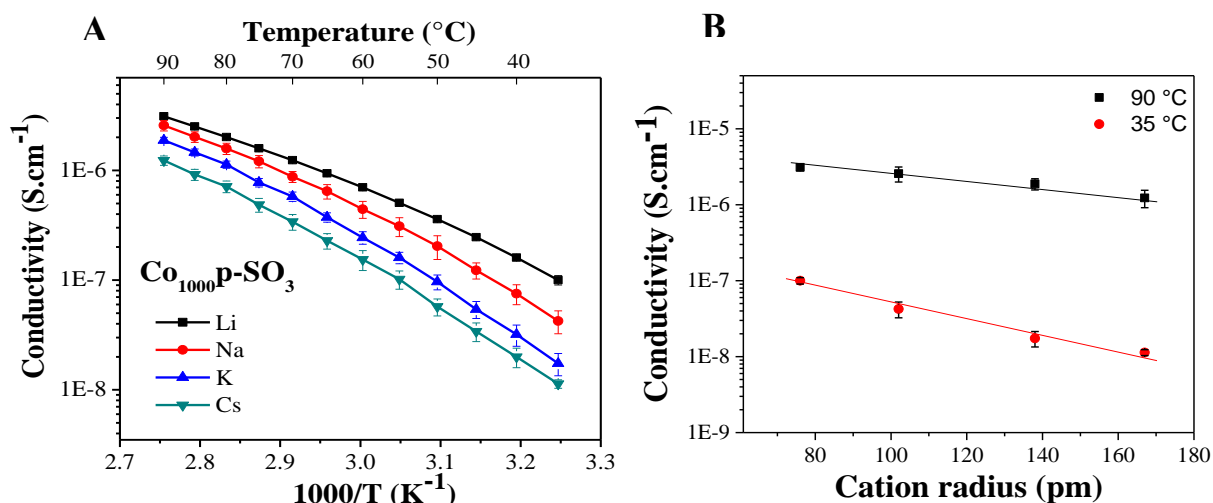 A
Temperature (°C)
90 80 70 60 50 40
Conductivity (S.cm⁻¹)
1E-6
1E-7
1E-8
Co₁₀₀₀p-SO₃
Li
Na
K
Cs
2.7 2.8 2.9 3.0 3.1 3.2 3.3
1000/T (K⁻¹)
B
90 °C
35 °C
Conductivity (S.cm⁻¹)
1E-5
1E-6
1E-7
1E-8
1E-9
80 100 120 140 160 180
Cation radius (pm)